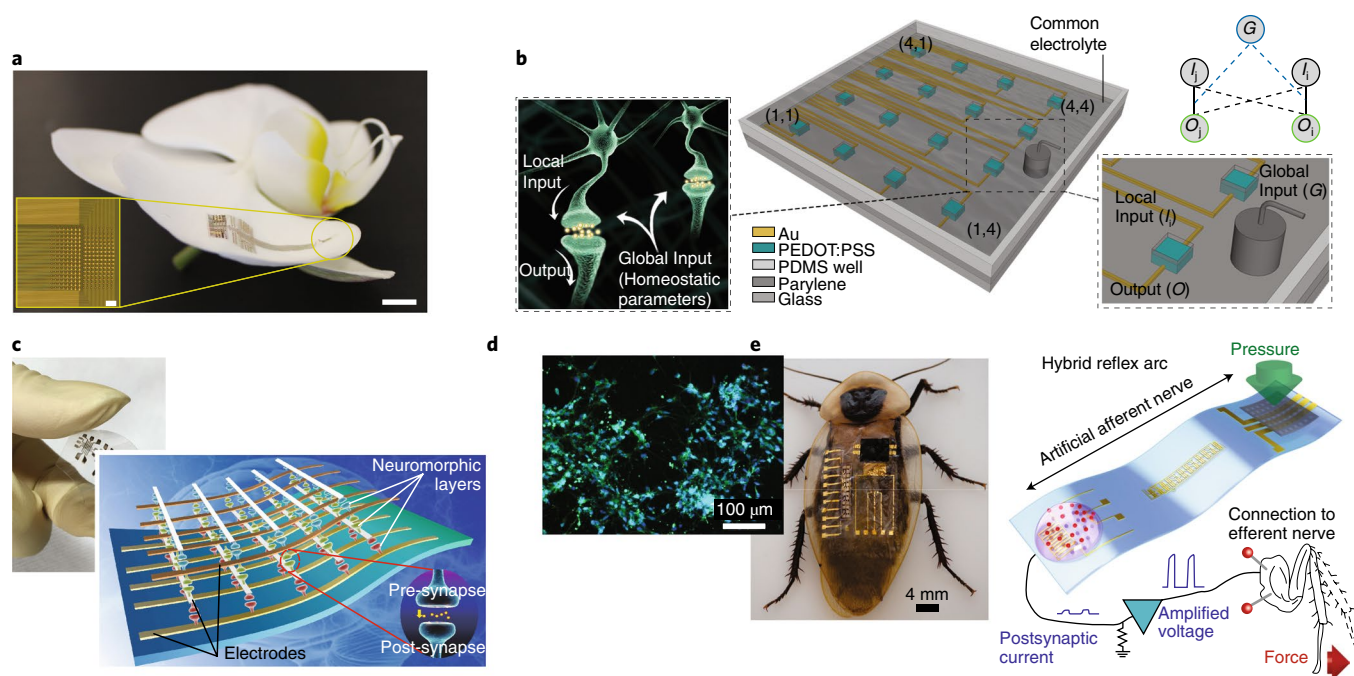 a
b
Local
Input
Output
Global Input
(Homeostatic
parameters)
Common
electrolyte
(4,1)
(1,1)
(4,4)
(1,4)
Au
PEDOT:PSS
PDMS well
Parylene
Glass
G
Ij
Ii
Oj
Oi
Global
Input (G)
Local
Input (Ii)
Output (O)
c
Neuromorphic
layers
Pre-synapse
Post-synapse
Electrodes
d
100 μm
e
4 mm
Hybrid reflex arc
Pressure
Artificial afferent nerve
Connection to
efferent nerve
Postsynaptic
current
Amplified
voltage
Force